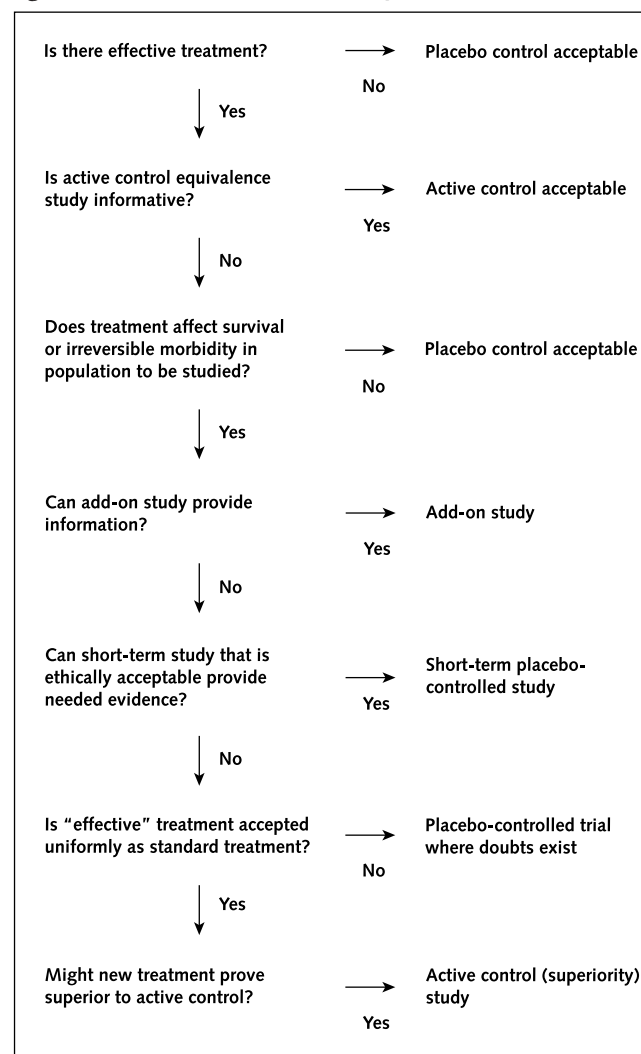 Is there effective treatment? Placebo control acceptable
No
Yes
Is active control equivalence
study informative?
Active control acceptable
Yes
No
Does treatment affect survival
or irreversible morbidity in
population to be studied?
Placebo control acceptable
No
Yes
Can add-on study provide
information?
Add-on study
Yes
No
Can short-term study that is
ethically acceptable provide
needed evidence?
Short-term placebo-
controlled study
Yes
No
Is “effective” treatment accepted
uniformly as standard treatment?
Placebo-controlled trial
where doubts exist
No
Yes
Might new treatment prove
superior to active control?
Active control (superiority)
study
Yes